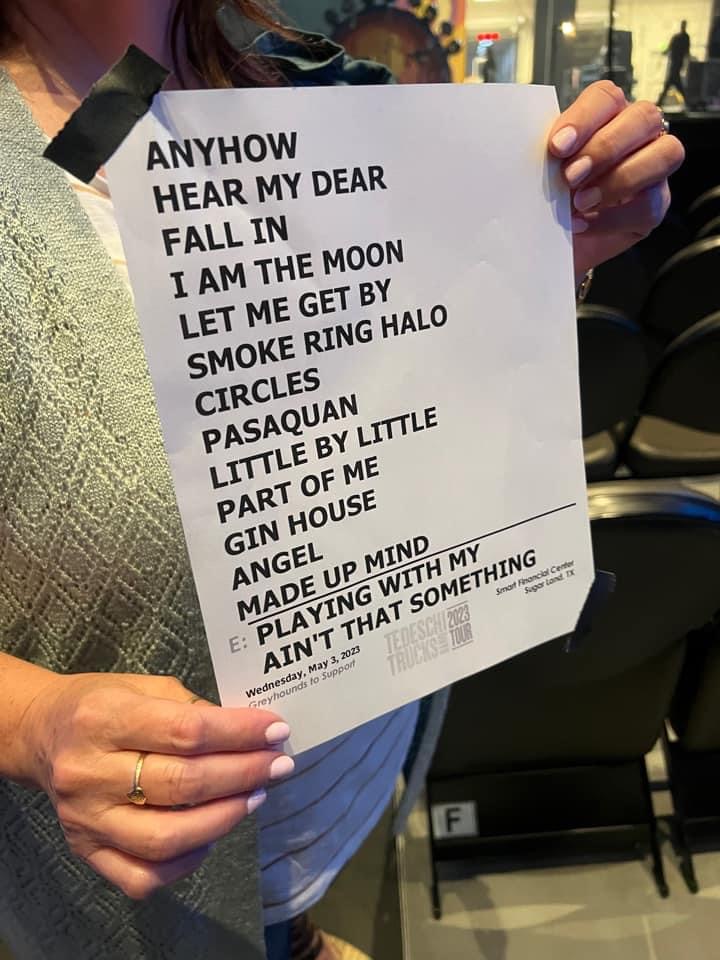 ANYHOW
HEAR MY DEAR
FALL IN
I AM THE MOON
LET ME GET BY
SMOKE RING HALO
CIRCLES
PASAQUAN
LITTLE BY LITTLE
PART OF ME
GIN HOUSE
ANGEL
MADE UP MIND
E: PLAYING WITH MY
AIN'T THAT SOMETHING
Smart Financial Center
Sugar Land, TX
Wednesday, May 3, 2023
Greyhounds to Support
TEDESCHI
TRUCKS BAND
2023
TOUR
F